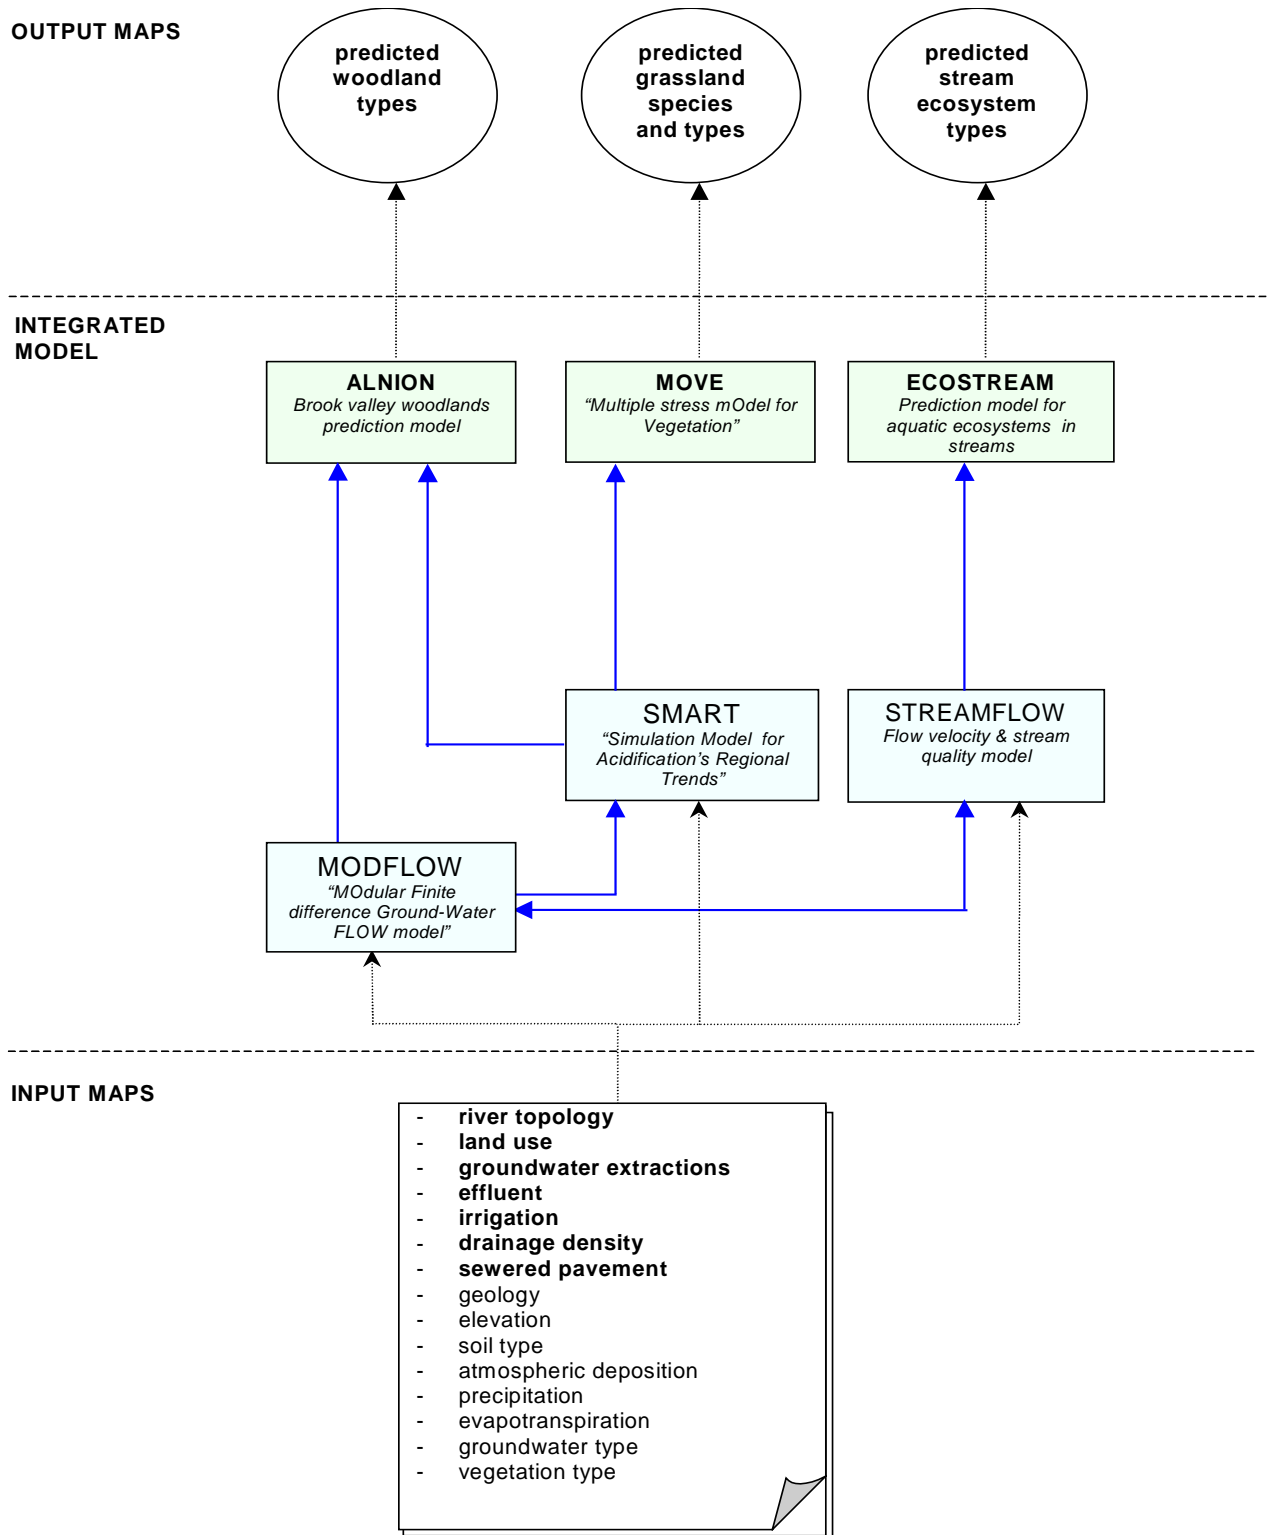 OUTPUT MAPS
predicted
woodland
types
predicted
grassland
species
and types
predicted
stream
ecosystem
types
INTEGRATED
MODEL
ALNION
Brook valley woodlands
prediction model
MOVE
“Multiple stress mOdel for
Vegetation”
ECOSTREAM
Prediction model for
aquatic ecosystems in
streams
SMART
“Simulation Model for
Acidification’s Regional
Trends”
STREAMFLOW
Flow velocity & stream
quality model
MODFLOW
“MOdular Finite
difference Ground-Water
FLOW model”
INPUT MAPS
- river topology
- land use
- groundwater extractions
- effluent
- irrigation
- drainage density
- sewered pavement
- geology
- elevation
- soil type
- atmospheric deposition
- precipitation
- evapotranspiration
- groundwater type
- vegetation type